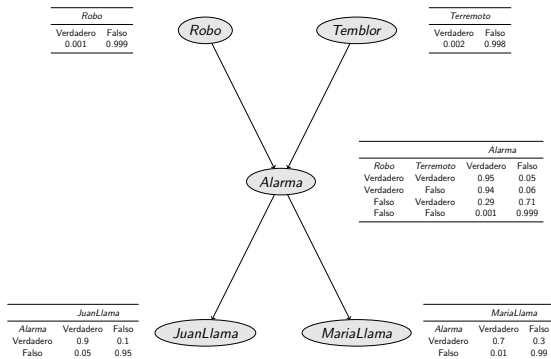 Robo
Verdadero Falso
0.001 0.999
Robo
Temblor
Terremoto
Verdadero Falso
0.002 0.998
Alarma
Alarma
Robo Terremoto Verdadero Falso
Verdadero Verdadero 0.95 0.05
Verdadero Falso 0.94 0.06
Falso Verdadero 0.29 0.71
Falso Falso 0.001 0.999
JuanLlama
Alarma Verdadero Falso
Verdadero 0.9 0.1
Falso 0.05 0.95
JuanLlama
MariaLlama
MariaLlama
Alarma Verdadero Falso
Verdadero 0.7 0.3
Falso 0.01 0.99